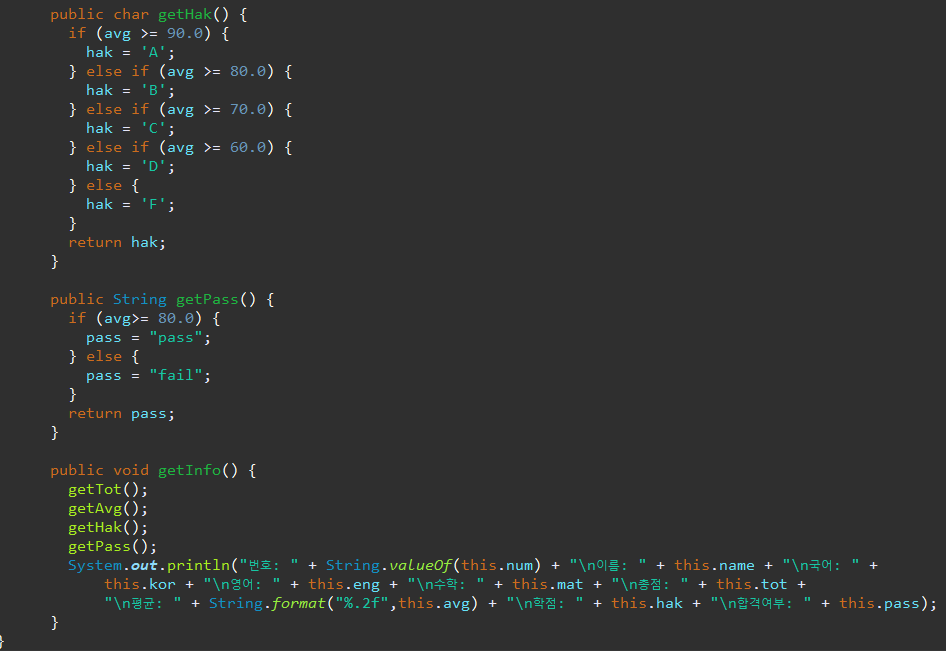 public char getHak() {
if (avg >= 90.0) {
hak = 'A';
} else if (avg >= 80.0) {
hak = 'B';
} else if (avg >= 70.0) {
hak = 'C';
} else if (avg >= 60.0) {
hak = 'D';
} else {
hak = 'F';
}
return hak;
}
public String getPass() {
if (avg>= 80.0) {
pass = "pass";
} else {
pass = "fail";
}
return pass;
}
public void getInfo() {
getTot();
getAvg();
getHak();
getPass();
System.out.println("번호: " + String.valueOf(this.num) + "\n이름: " + this.name + "\n국어: " +
this.kor + "\n영어: " + this.eng + "\n수학: " + this.mat + "\n총점: " + this.tot +
"\n평균: " + String.format("%.2f",this.avg) + "\n학점: " + this.hak + "\n합격여부: " + this.pass);
}
}